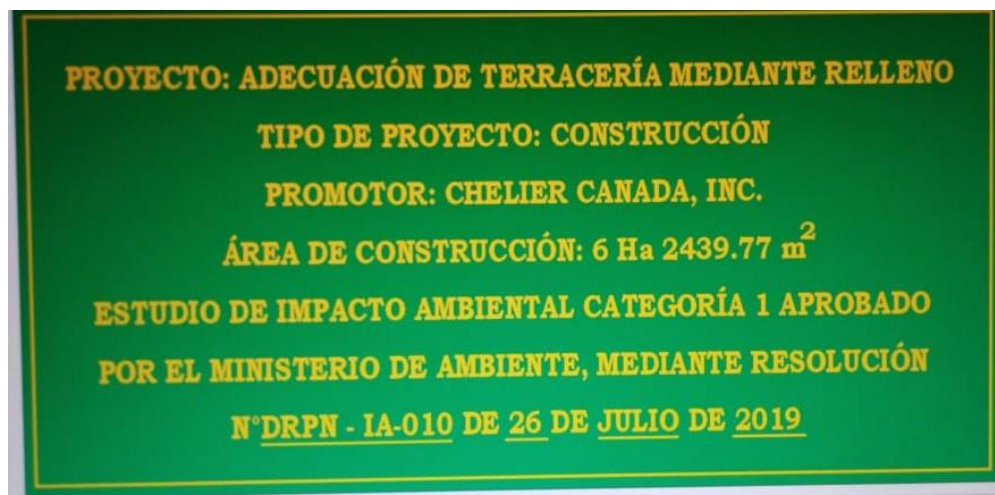 PROYECTO: ADECUACIÓN DE TERRACERÍA MEDIANTE RELLENO
TIPO DE PROYECTO: CONSTRUCCIÓN
PROMOTOR: CHELIER CANADA, INC.
ÁREA DE CONSTRUCCIÓN: 6 Ha 2439.77 m²
ESTUDIO DE IMPACTO AMBIENTAL CATEGORÍA 1 APROBADO
POR EL MINISTERIO DE AMBIENTE, MEDIANTE RESOLUCIÓN
N°DRPN - IA-010 DE 26 DE JULIO DE 2019